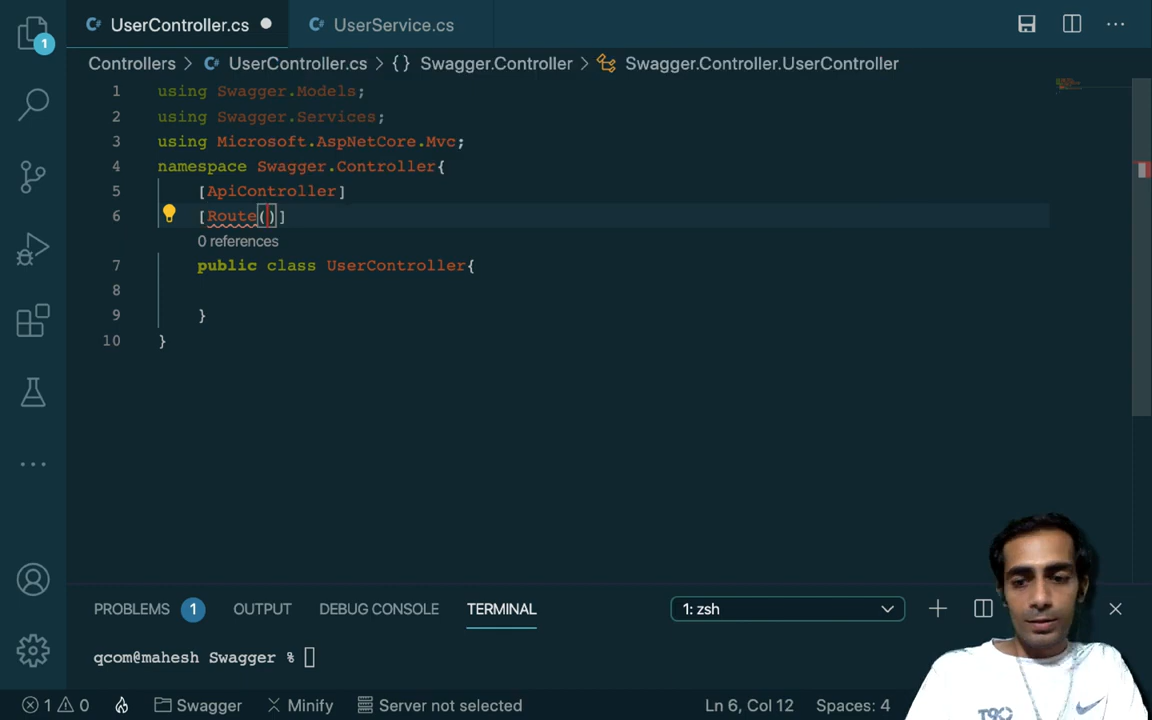 UserController.cs
UserService.cs
1
Controllers > UserController.cs > {} Swagger.Controller > Swagger.Controller.UserController
1 using Swagger.Models;
2 using Swagger.Services;
3 using Microsoft.AspNetCore.Mvc;
4 namespace Swagger.Controller{
5 [ApiController]
6 [Route()]
0 references
7 public class UserController{
8
9 }
10 }
PROBLEMS 1 OUTPUT DEBUG CONSOLE TERMINAL 1: zsh
qcom@mahesh Swagger %
1 0 Swagger Minify Server not selected Ln 6, Col 12 Spaces: 4